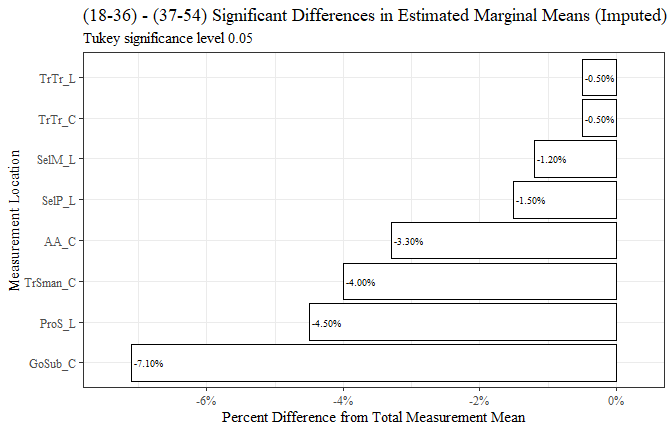 (18-36) - (37-54) Significant Differences in Estimated Marginal Means (Imputed)
Tukey significance level 0.05
Measurement Location
TrTr_L
-0.50%
TrTr_C
-0.50%
SelM_L
-1.20%
SelP_L
-1.50%
AA_C
-3.30%
TrSman_C
-4.00%
ProS_L
-4.50%
GoSub_C
-7.10%
-6%
-4%
-2%
0%
Percent Difference from Total Measurement Mean